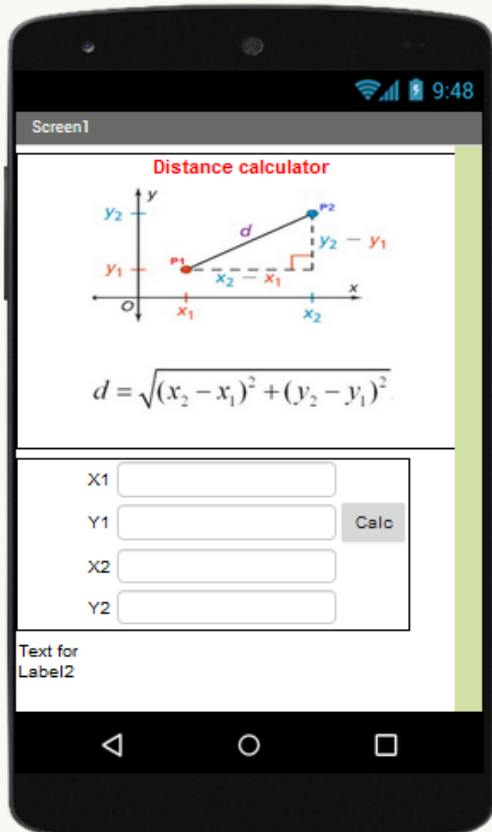 9:48
Screen1
Distance calculator
y
y₂
P2
d
y₂ − y₁
P1
y₁
x₂ − x₁
x
O
x₁
x₂
d = √(x₂ − x₁)² + (y₂ − y₁)²
X1
Y1
Calc
X2
Y2
Text for
Label2